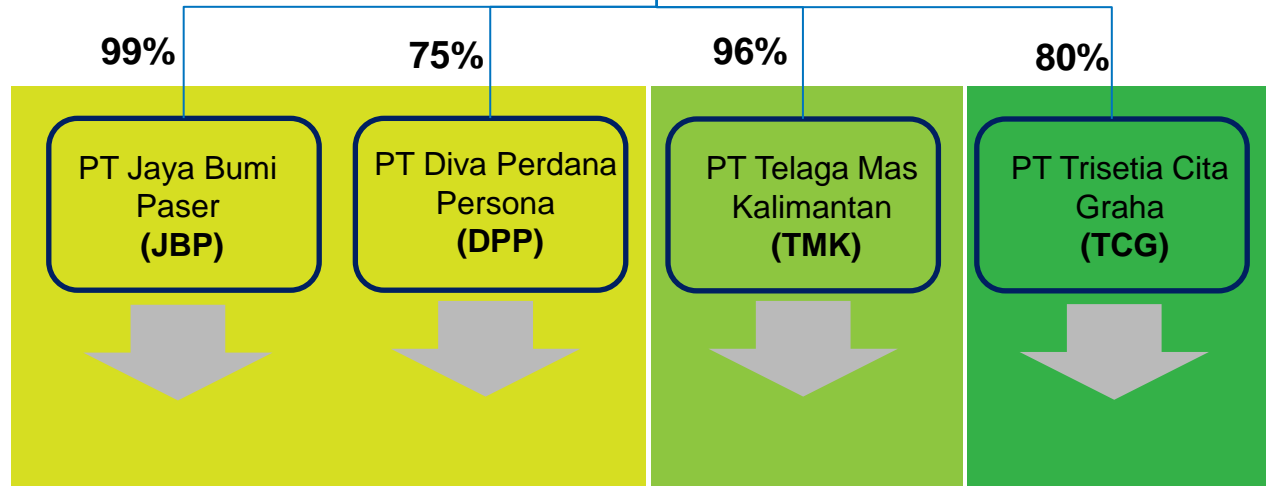 99%
75%
96%
80%
PT Jaya Bumi
Paser
(JBP)
PT Diva Perdana
Persona
(DPP)
PT Telaga Mas
Kalimantan
(TMK)
PT Trisetia Cita
Graha
(TCG)